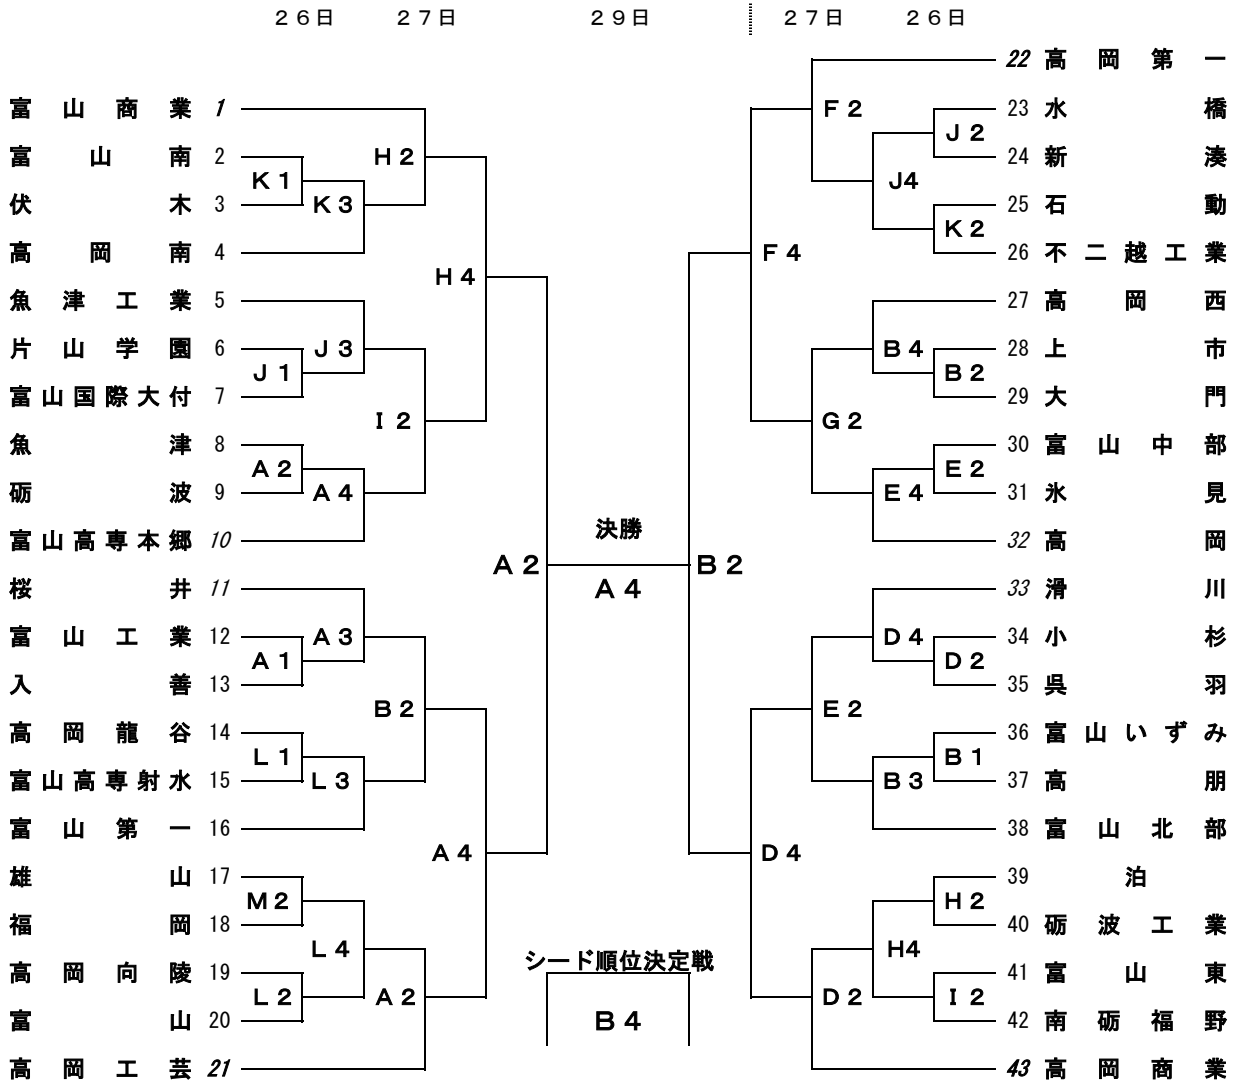 ２６日 ２７日 ２９日 ２７日 ２６日
22 高岡第一
富山商業 1 F2 23 水橋
J2
富山南 2 H2 24 新湊
K1 J4
伏木 3 K3 25 石動
K2
高岡南 4 F4 26 不二越工業
H4
魚津工業 5 27 高岡西
片山学園 6 J3 B4 28 上市
J1 B2
富山国際大付 7 29 大門
I2 G2
魚津 8 30 富山中部
A2 E2
砺波 9 A4 E4 31 氷見
決勝
富山高専本郷 10 32 高岡
A2 B2
桜井 11 A4 33 滑川
富山工業 12 A3 D4 34 小杉
A1 D2
入善 13 35 呉羽
B2 E2
高岡龍谷 14 36 富山いずみ
L1 B1
富山高専射水 15 L3 B3 37 高朋
富山第一 16 38 富山北部
A4 D4
雄山 17 39 泊
M2 H2
福岡 18 40 砺波工業
L4 H4
シード順位決定戦
高岡向陵 19 41 富山東
L2 A2 D2 I2
富山 20 B4 42 南砺福野
高岡工芸 21 43 高岡商業